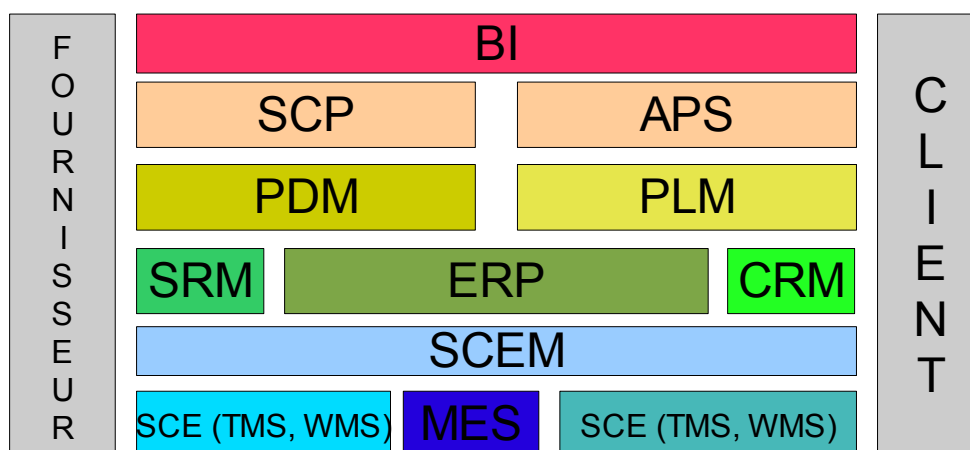 FOURNISSEUR
BI
SCP
APS
PDM
PLM
SRM
ERP
CRM
SCEM
SCE (TMS, WMS)
MES
SCE (TMS, WMS)
CLIENT